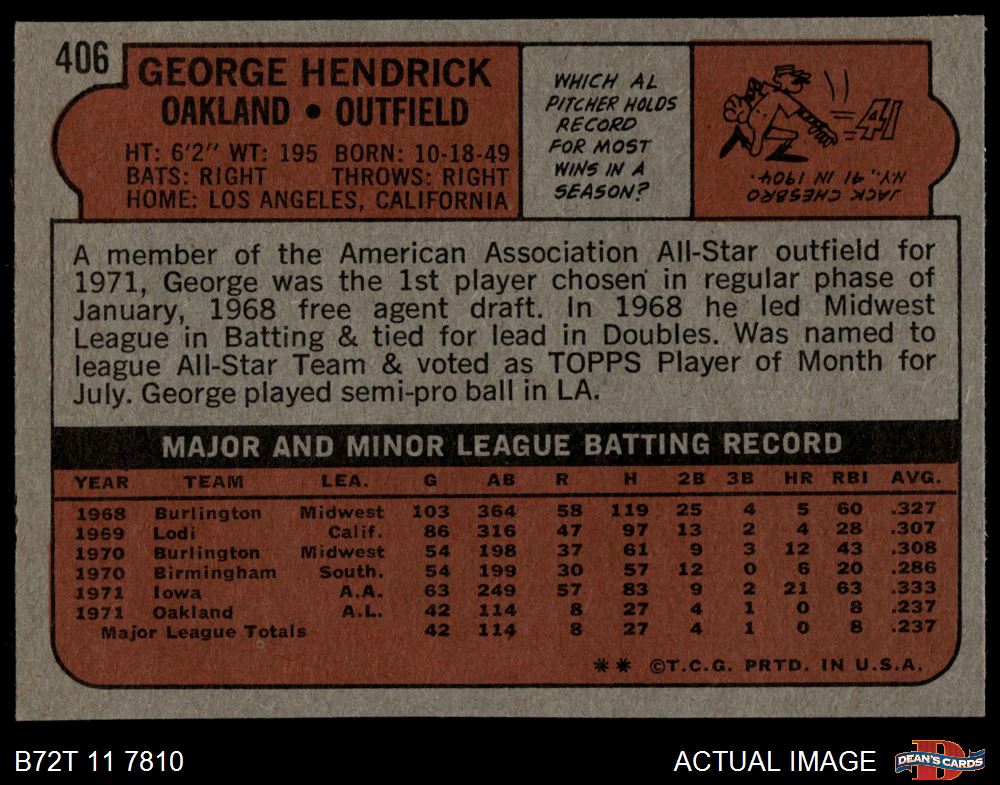 406
GEORGE HENDRICK
OAKLAND • OUTFIELD
HT: 6'2" WT: 195 BORN: 10-18-49
BATS: RIGHT THROWS: RIGHT
HOME: LOS ANGELES, CALIFORNIA
WHICH AL
PITCHER HOLDS
RECORD
FOR MOST
WINS IN A
SEASON?
41
JACK CHESBRO
NY., 41 IN 1904.
A member of the American Association All-Star outfield for
1971, George was the 1st player chosen in regular phase of
January, 1968 free agent draft. In 1968 he led Midwest
League in Batting & tied for lead in Doubles. Was named to
league All-Star Team & voted as TOPPS Player of Month for
July. George played semi-pro ball in LA.
MAJOR AND MINOR LEAGUE BATTING RECORD
YEAR TEAM LEA. G AB R H 2B 3B HR RBI AVG.
1968 Burlington Midwest 103 364 58 119 25 4 5 60 .327
1969 Lodi Calif. 86 316 47 97 13 2 4 28 .307
1970 Burlington Midwest 54 198 37 61 9 3 12 43 .308
1970 Birmingham South. 54 199 30 57 12 0 6 20 .286
1971 Iowa A.A. 63 249 57 83 9 2 21 63 .333
1971 Oakland A.L. 42 114 8 27 4 1 0 8 .237
Major League Totals 42 114 8 27 4 1 0 8 .237
** ©T.C.G. PRTD. IN U.S.A.
B72T 11 7810
ACTUAL IMAGE
D
DEAN'S CARDS